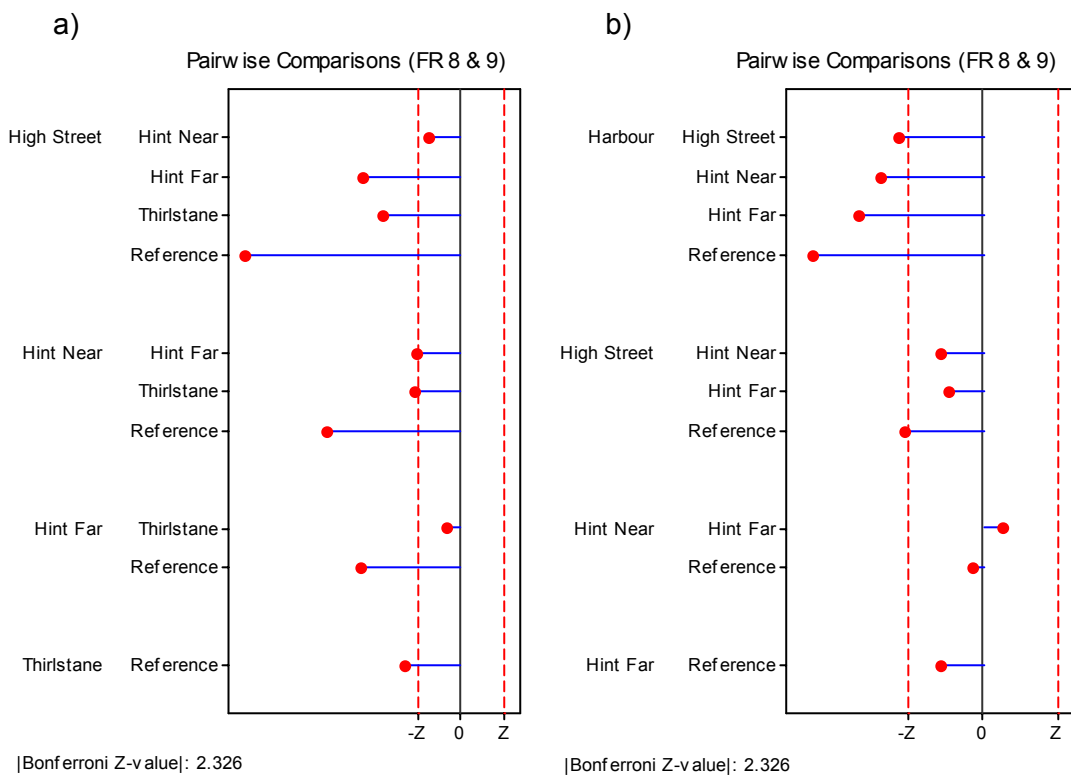 a)
Pairwise Comparisons (FR 8 & 9)
High Street Hint Near
Hint Far
Thirlstane
Reference
Hint Near Hint Far
Thirlstane
Reference
Hint Far Thirlstane
Reference
Thirlstane Reference
-Z 0 Z
|Bonferroni Z-value|: 2.326
b)
Pairwise Comparisons (FR 8 & 9)
Harbour High Street
Hint Near
Hint Far
Reference
High Street Hint Near
Hint Far
Reference
Hint Near Hint Far
Reference
Hint Far Reference
-Z 0 Z
|Bonferroni Z-value|: 2.326